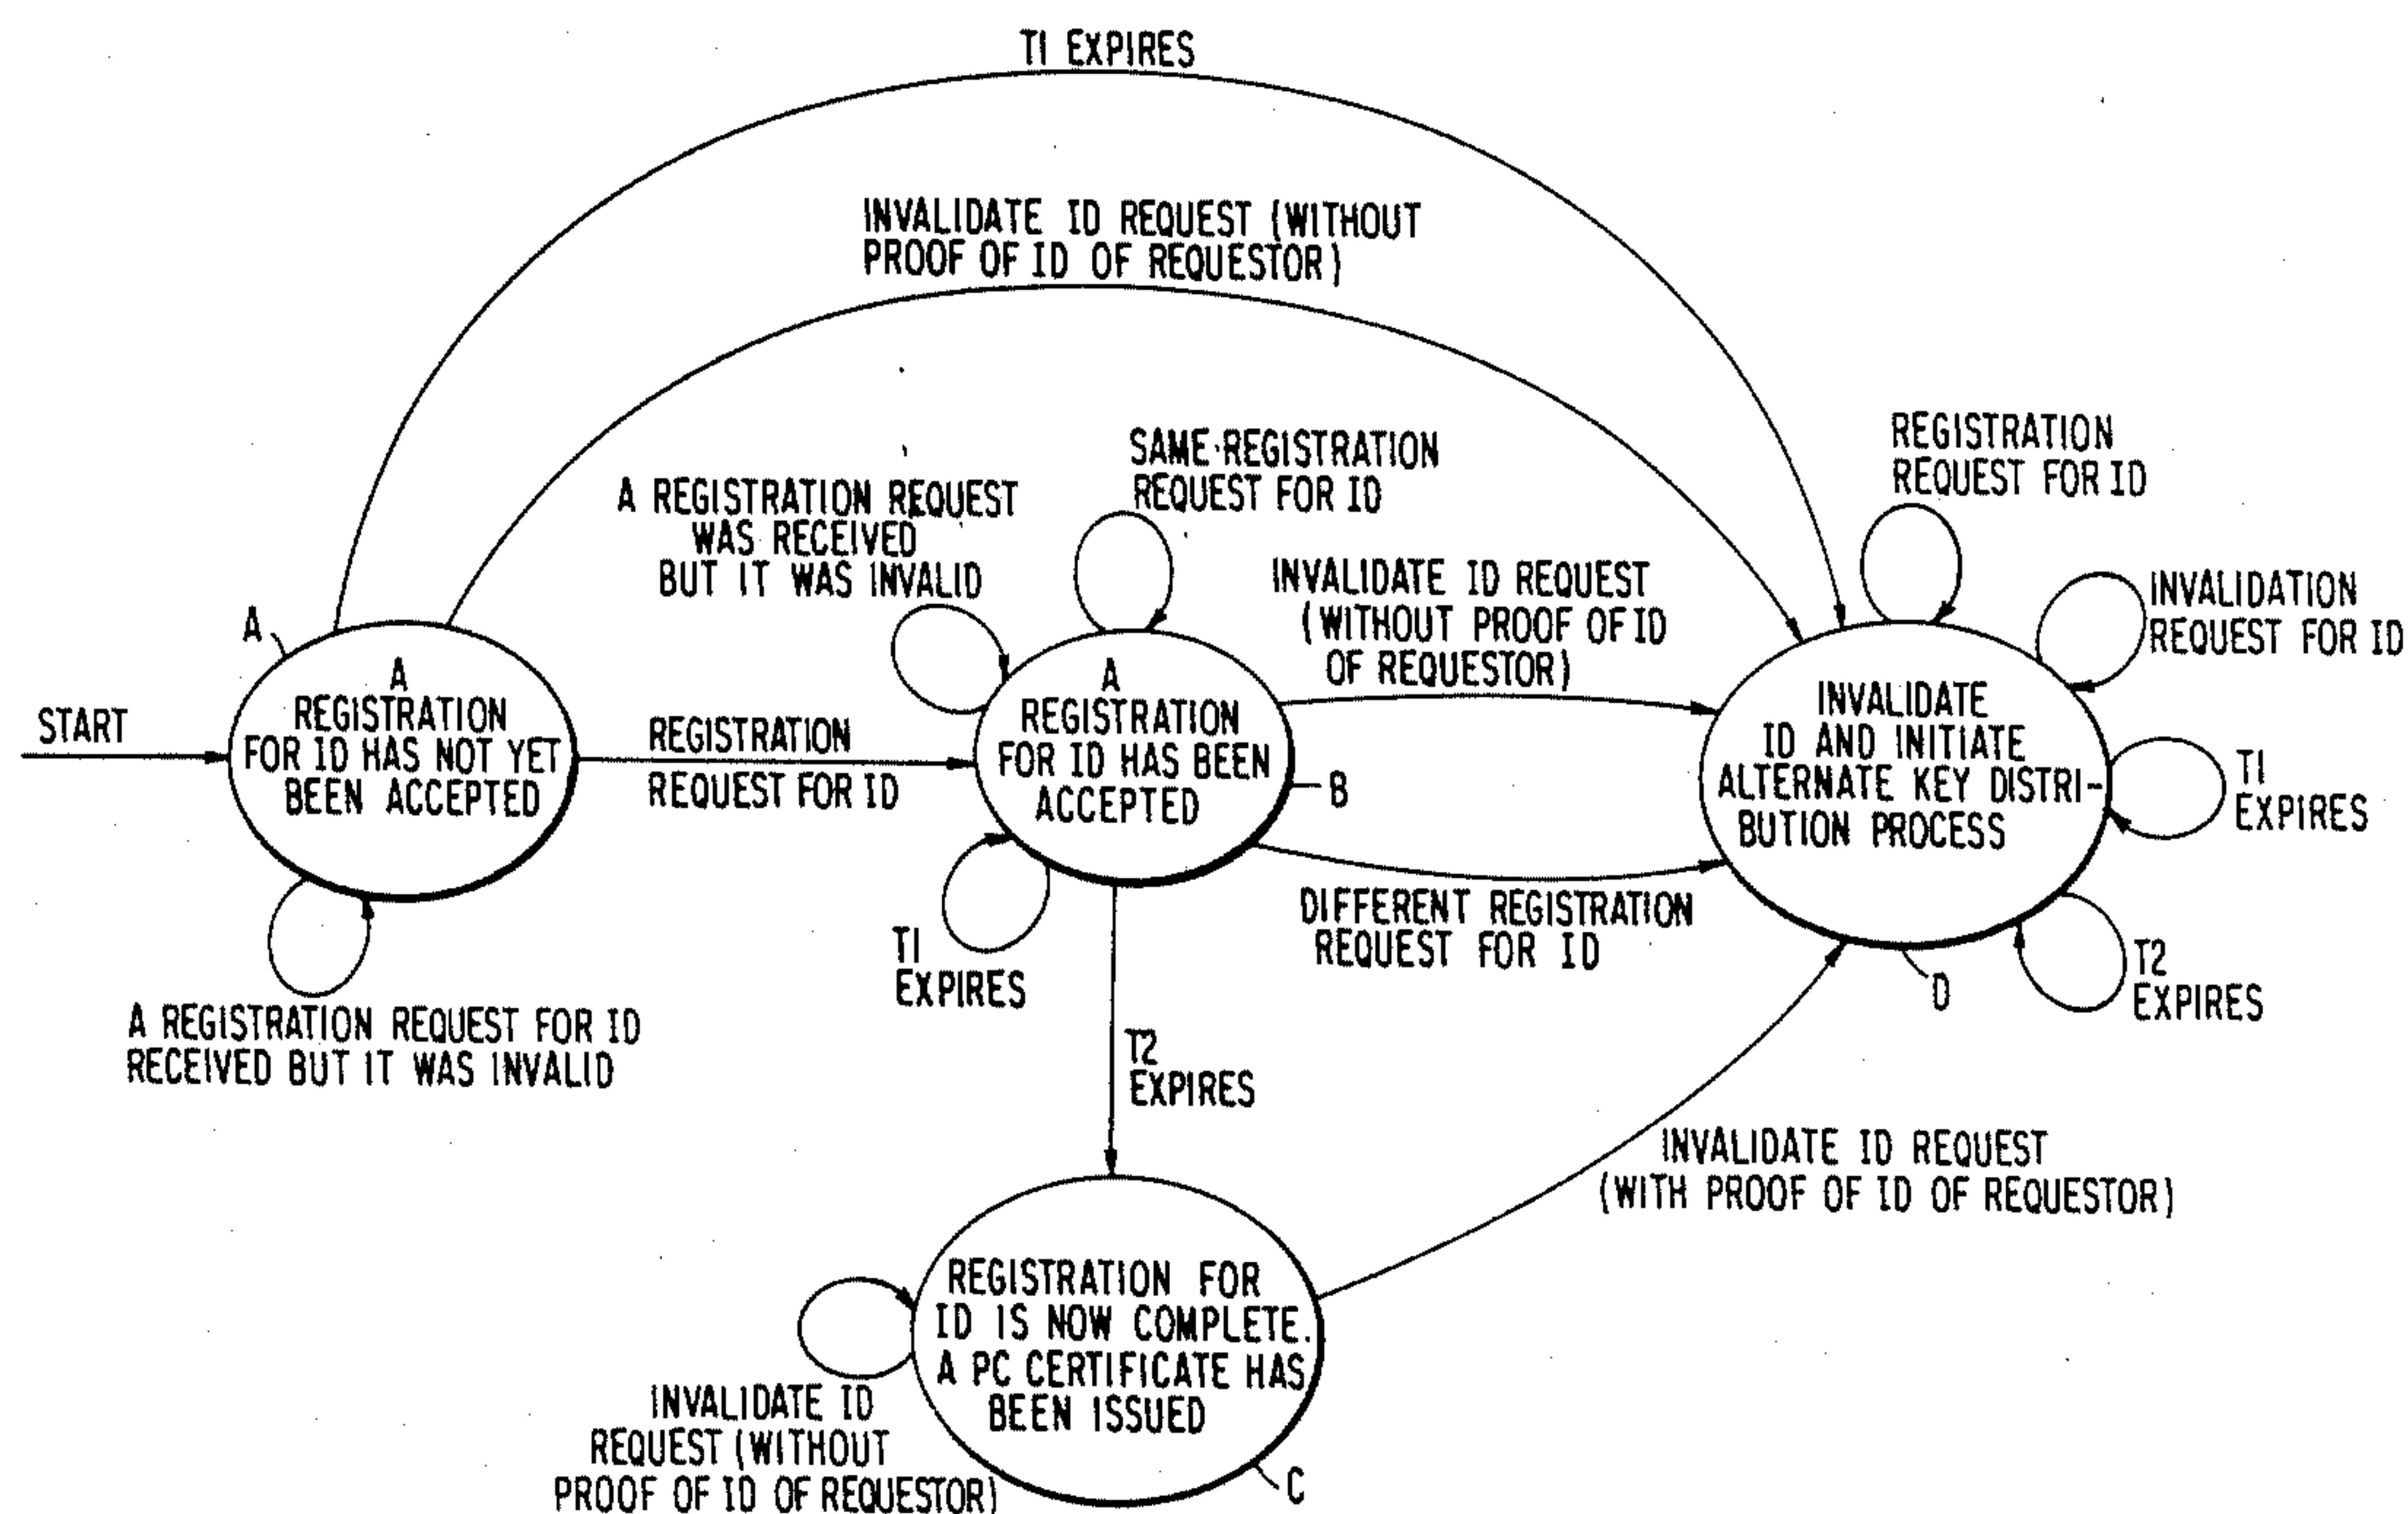 T1 EXPIRES
INVALIDATE ID REQUEST (WITHOUT
PROOF OF ID OF REQUESTOR)
SAME REGISTRATION
REQUEST FOR ID
A REGISTRATION REQUEST
WAS RECEIVED
BUT IT WAS INVALID
REGISTRATION
REQUEST FOR ID
INVALIDATE ID REQUEST
(WITHOUT PROOF OF ID
OF REQUESTOR)
INVALIDATION
REQUEST FOR ID
A
START
A
REGISTRATION
FOR ID HAS NOT YET
BEEN ACCEPTED
REGISTRATION
REQUEST FOR ID
A
REGISTRATION
FOR ID HAS BEEN
ACCEPTED
B
INVALIDATE
ID AND INITIATE
ALTERNATE KEY DISTRI-
BUTION PROCESS
T1
EXPIRES
DIFFERENT REGISTRATION
REQUEST FOR ID
T1
EXPIRES
T2
EXPIRES
D
A REGISTRATION REQUEST FOR ID
RECEIVED BUT IT WAS INVALID
T2
EXPIRES
INVALIDATE ID REQUEST
(WITH PROOF OF ID OF REQUESTOR)
REGISTRATION FOR
ID IS NOW COMPLETE.
A PC CERTIFICATE HAS
BEEN ISSUED
INVALIDATE ID
REQUEST (WITHOUT
PROOF OF ID OF REQUESTOR)
C